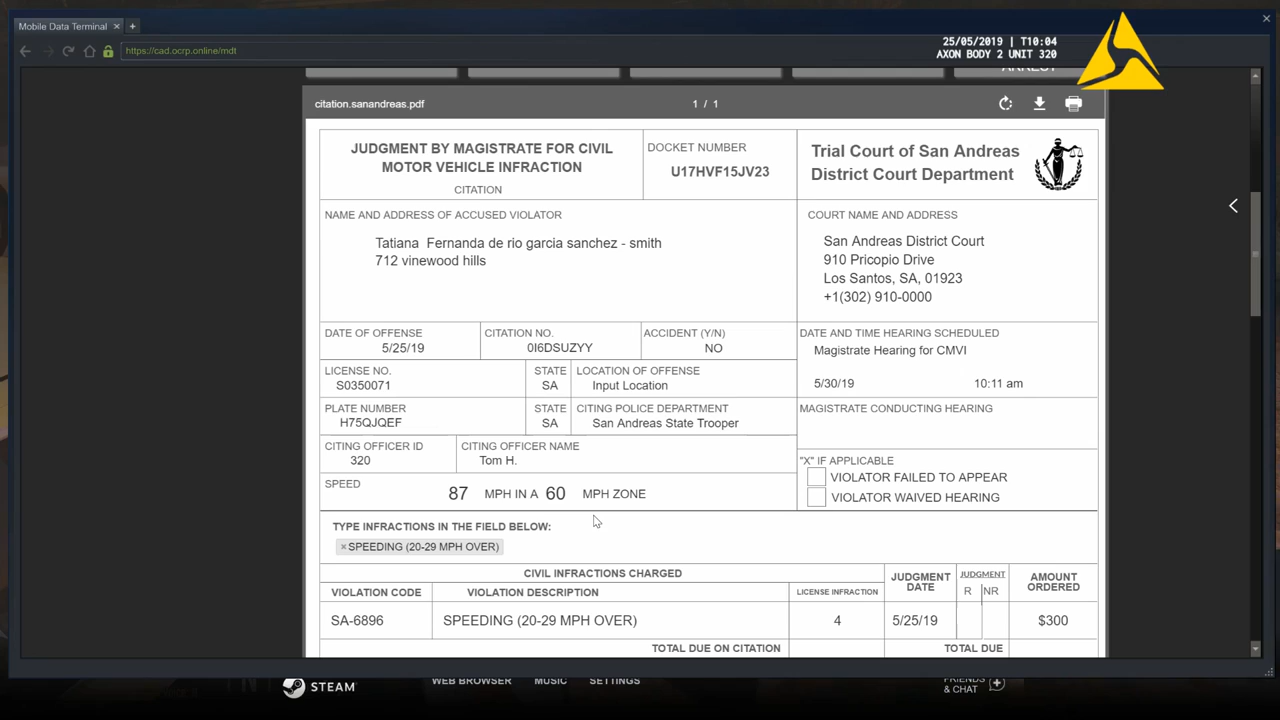 Mobile Data Terminal
https://cad.ocrp.online/mdt
25/05/2019 | T10:04
AXON BODY 2 UNIT 320
citation.sanandreas.pdf
1 / 1
JUDGMENT BY MAGISTRATE FOR CIVIL
MOTOR VEHICLE INFRACTION
CITATION
DOCKET NUMBER
U17HVF15JV23
Trial Court of San Andreas
District Court Department
NAME AND ADDRESS OF ACCUSED VIOLATOR
Tatiana Fernanda de rio garcia sanchez - smith
712 vinewood hills
COURT NAME AND ADDRESS
San Andreas District Court
910 Pricopio Drive
Los Santos, SA, 01923
+1(302) 910-0000
DATE OF OFFENSE
5/25/19
CITATION NO.
0I6DSUZYY
ACCIDENT (Y/N)
NO
DATE AND TIME HEARING SCHEDULED
Magistrate Hearing for CMVI
5/30/19 10:11 am
LICENSE NO.
S0350071
STATE
SA
LOCATION OF OFFENSE
Input Location
PLATE NUMBER
H75QJQEF
STATE
SA
CITING POLICE DEPARTMENT
San Andreas State Trooper
MAGISTRATE CONDUCTING HEARING
CITING OFFICER ID
320
CITING OFFICER NAME
Tom H.
"X" IF APPLICABLE
VIOLATOR FAILED TO APPEAR
VIOLATOR WAIVED HEARING
SPEED
87 MPH IN A 60 MPH ZONE
TYPE INFRACTIONS IN THE FIELD BELOW:
×SPEEDING (20-29 MPH OVER)
CIVIL INFRACTIONS CHARGED
VIOLATION CODE
VIOLATION DESCRIPTION
LICENSE INFRACTION
JUDGMENT
DATE
JUDGMENT
R NR
AMOUNT
ORDERED
SA-6896
SPEEDING (20-29 MPH OVER)
4
5/25/19
$300
TOTAL DUE ON CITATION
TOTAL DUE
STEAM
WEB BROWSER
MUSIC
SETTINGS
FRIENDS
& CHAT